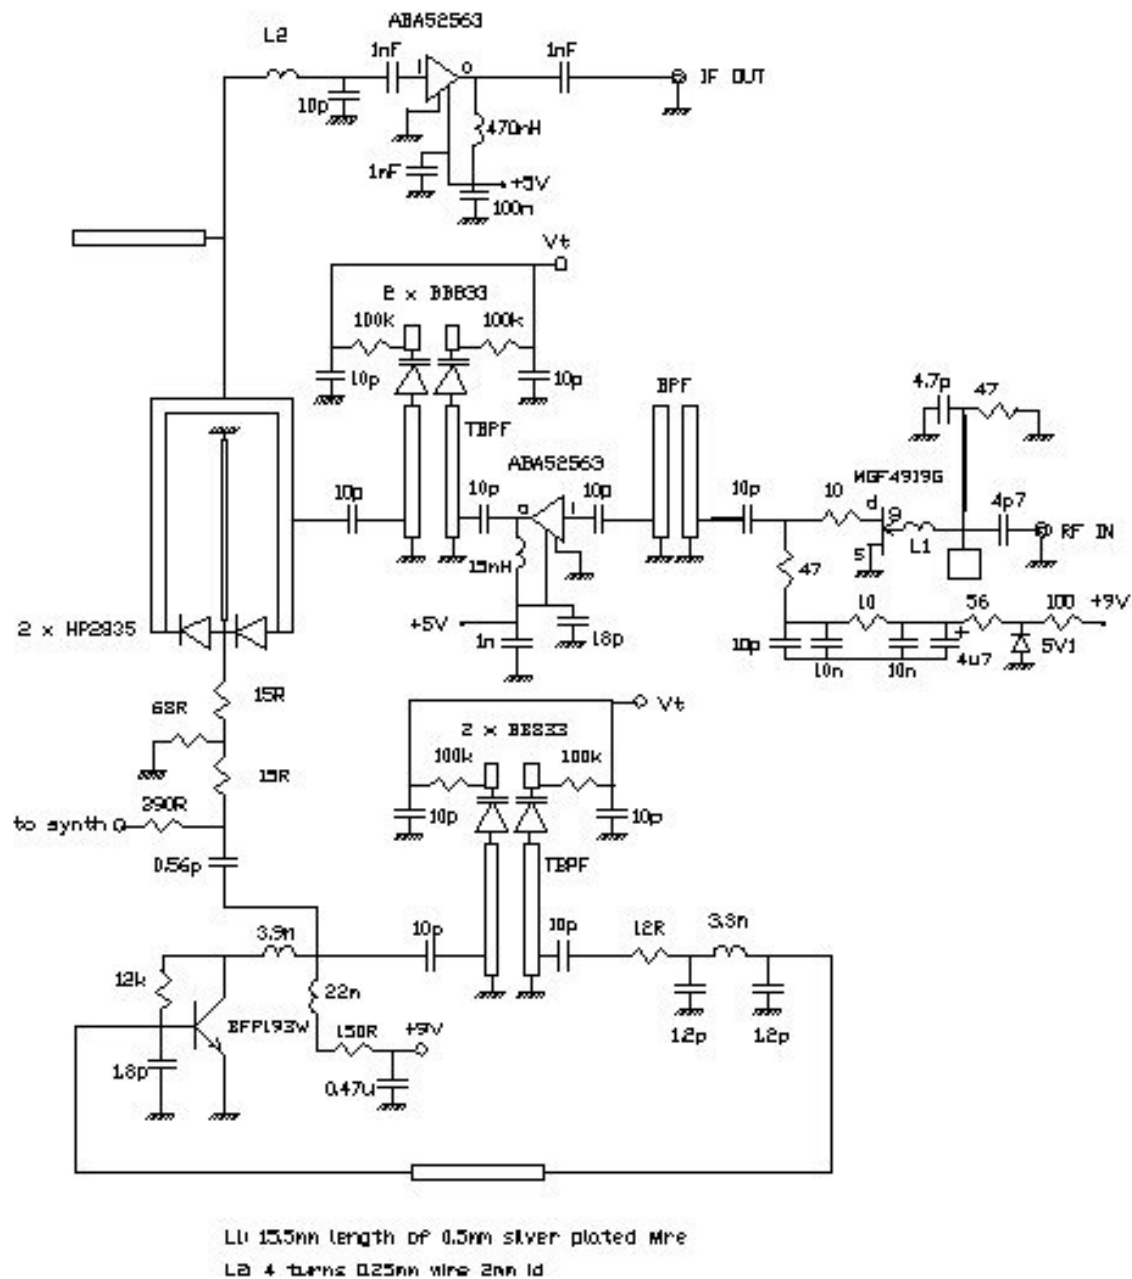 ABA52563
L2
1nF
1nF
I
O
IF OUT
10p
470nH
1nF
+5V
100n
Vt
2 x BB833
100k
100k
10p
10p
BPF
4.7p
47
TBPF
ABA52563
MGF4919G
10p
10p
o
10p
I
10p
10
d
g
s
L1
4p7
RF IN
15nH
47
2 x HP2835
+5V
1n
18p
10
56
100
+9V
10p
10n
10n
+
4u7
5V1
15R
68R
Vt
2 x BB833
100k
100k
15R
390R
to synth
10p
10p
0.56p
TBPF
10p
10p
12R
3.3n
3.9n
12k
22n
BFP193W
150R
+9V
1.2p
1.2p
1.8p
0.47u
L1: 15.5mm length of 0.5mm silver plated wire
L2: 4 turns 0.25mm wire 2mm id